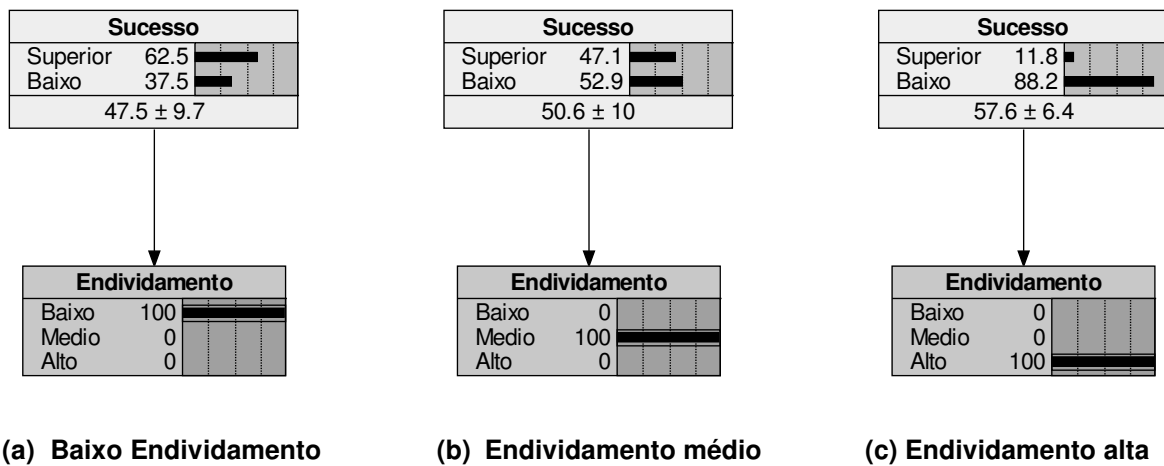 Sucesso
Superior 62.5
Baixo 37.5
47.5 ± 9.7
Endividamento
Baixo 100
Medio 0
Alto 0
(a) Baixo Endividamento
Sucesso
Superior 47.1
Baixo 52.9
50.6 ± 10
Endividamento
Baixo 0
Medio 100
Alto 0
(b) Endividamento médio
Sucesso
Superior 11.8
Baixo 88.2
57.6 ± 6.4
Endividamento
Baixo 0
Medio 0
Alto 100
(c) Endividamento alta